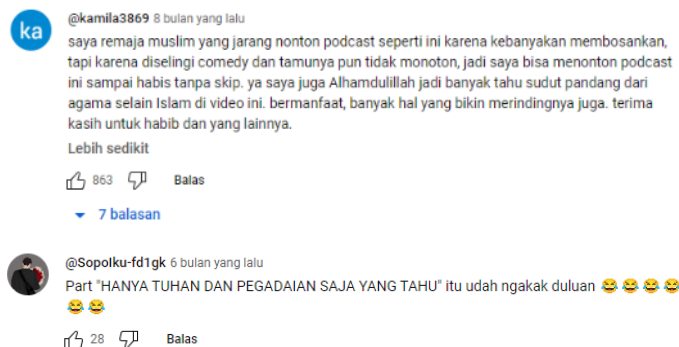 ka
@kamila3869 8 bulan yang lalu
saya remaja muslim yang jarang nonton podcast seperti ini karena kebanyakan membosankan,
tapi karena diselingi comedy dan tamunya pun tidak monoton, jadi saya bisa menonton podcast
ini sampai habis tanpa skip. ya saya juga Alhamdulillah jadi banyak tahu sudut pandang dari
agama selain Islam di video ini. bermanfaat, banyak hal yang bikin merindingnya juga. terima
kasih untuk habib dan yang lainnya.
Lebih sedikit
863 Balas
7 balasan
@Sopolku-fd1gk 6 bulan yang lalu
Part "HANYA TUHAN DAN PEGADAIAN SAJA YANG TAHU" itu udah ngakak duluan 😂😂😂😂
😂😂
28 Balas